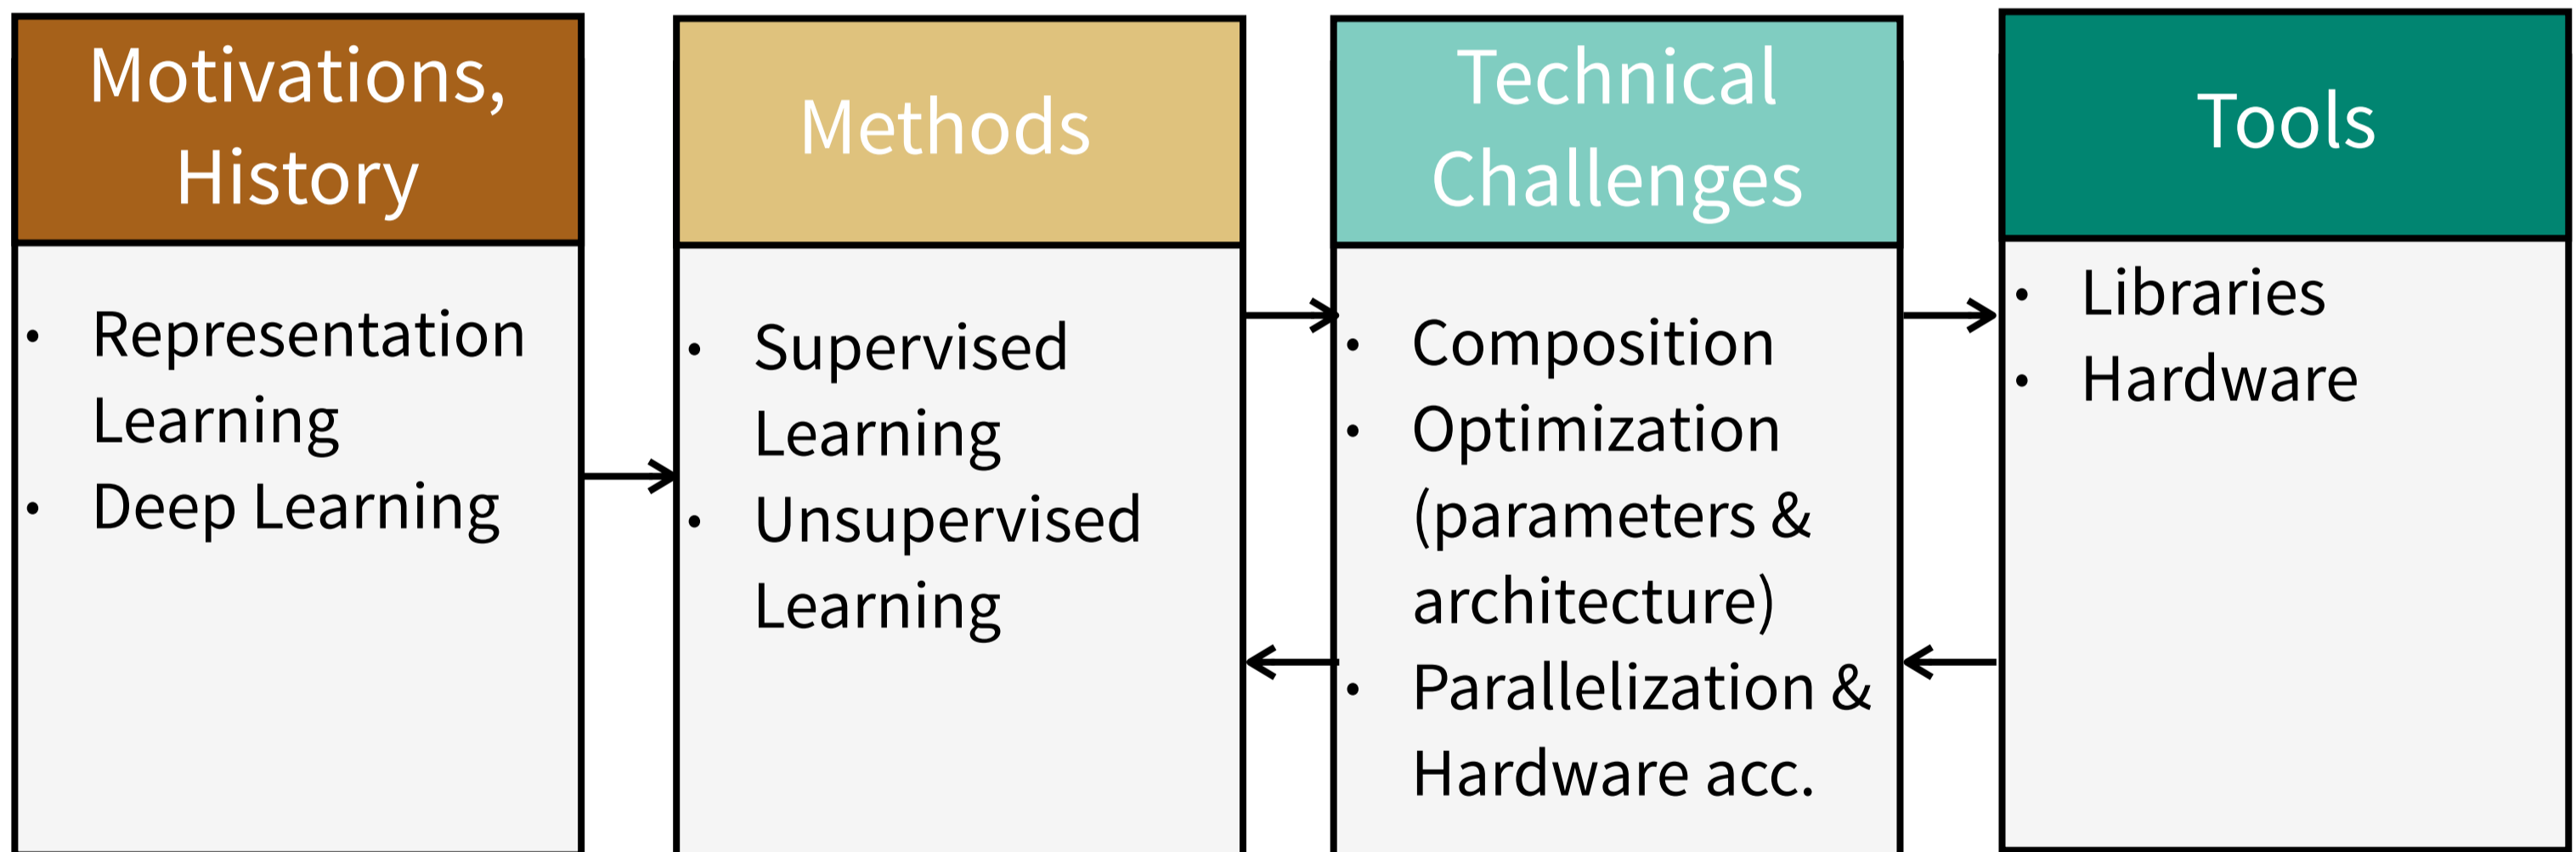 Motivations,
History
• Representation
Learning
• Deep Learning
Methods
• Supervised
Learning
• Unsupervised
Learning
Technical
Challenges
• Composition
• Optimization
(parameters &
architecture)
• Parallelization &
Hardware acc.
Tools
• Libraries
• Hardware